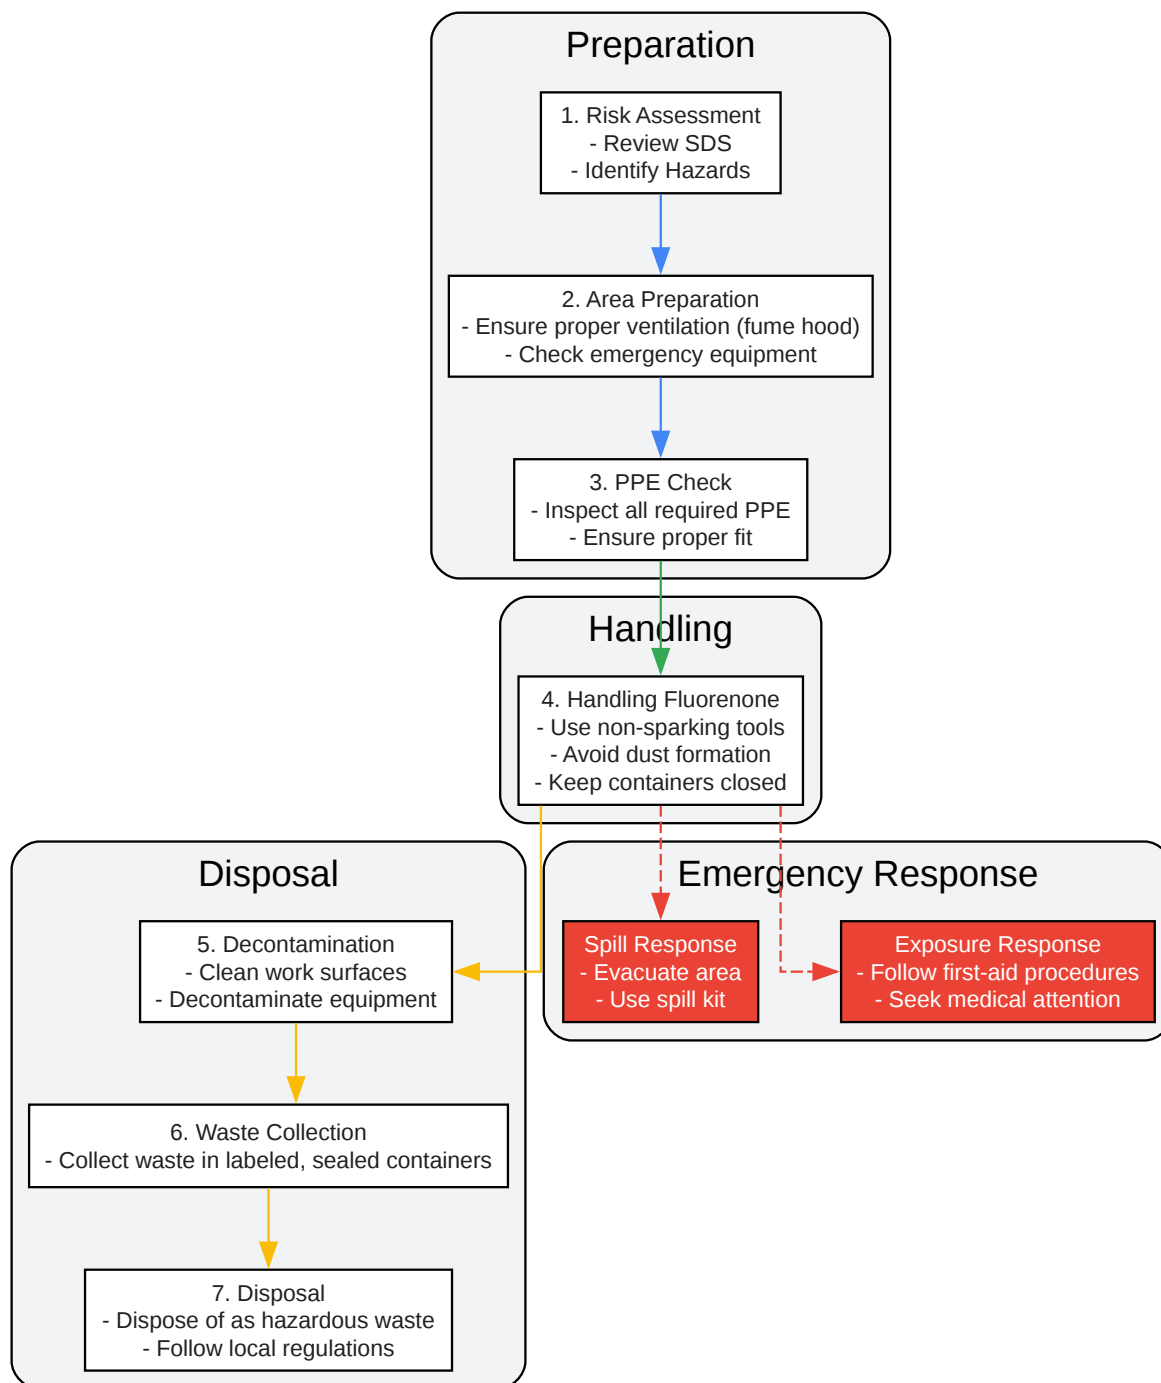 Preparation
1. Risk Assessment
- Review SDS
- Identify Hazards
2. Area Preparation
- Ensure proper ventilation (fume hood)
- Check emergency equipment
3. PPE Check
- Inspect all required PPE
- Ensure proper fit
Handling
4. Handling Fluorenone
- Use non-sparking tools
- Avoid dust formation
- Keep containers closed
Disposal
5. Decontamination
- Clean work surfaces
- Decontaminate equipment
6. Waste Collection
- Collect waste in labeled, sealed containers
7. Disposal
- Dispose of as hazardous waste
- Follow local regulations
Emergency Response
Spill Response
- Evacuate area
- Use spill kit
Exposure Response
- Follow first-aid procedures
- Seek medical attention